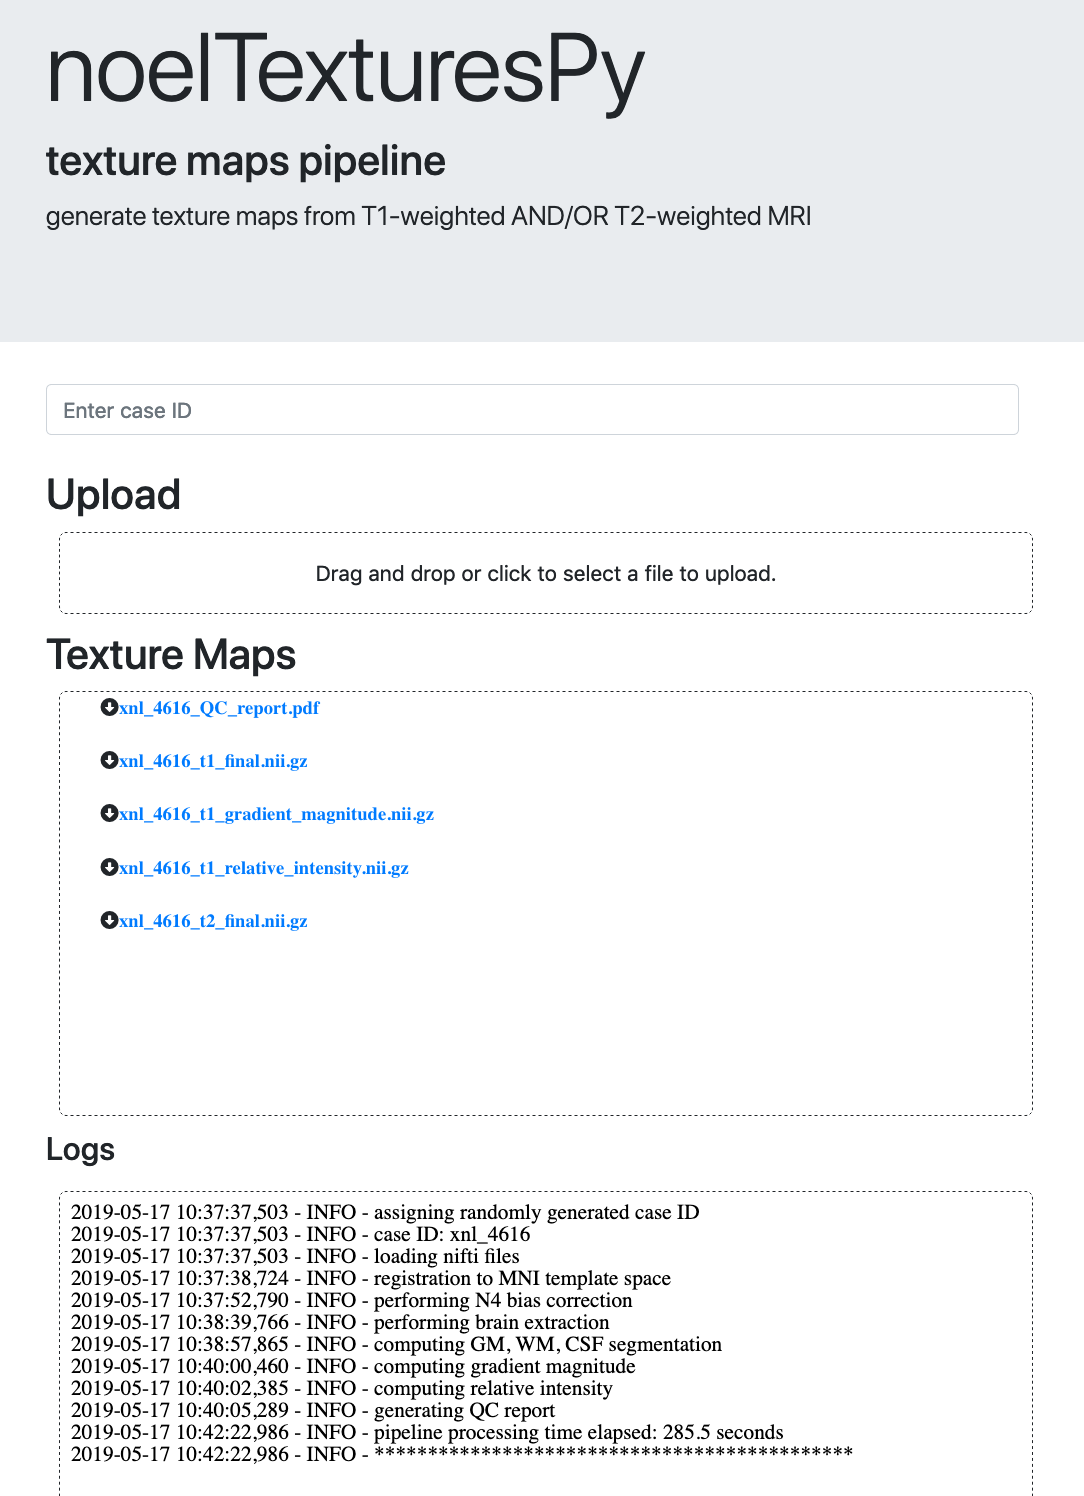 noelTexturesPy
texture maps pipeline
generate texture maps from T1-weighted AND/OR T2-weighted MRI
Enter case ID
Upload
Drag and drop or click to select a file to upload.
Texture Maps
xnl_4616_QC_report.pdf
xnl_4616_t1_final.nii.gz
xnl_4616_t1_gradient_magnitude.nii.gz
xnl_4616_t1_relative_intensity.nii.gz
xnl_4616_t2_final.nii.gz
Logs
2019-05-17 10:37:37,503 - INFO - assigning randomly generated case ID
2019-05-17 10:37:37,503 - INFO - case ID: xnl_4616
2019-05-17 10:37:37,503 - INFO - loading nifti files
2019-05-17 10:37:38,724 - INFO - registration to MNI template space
2019-05-17 10:37:52,790 - INFO - performing N4 bias correction
2019-05-17 10:38:39,766 - INFO - performing brain extraction
2019-05-17 10:38:57,865 - INFO - computing GM, WM, CSF segmentation
2019-05-17 10:40:00,460 - INFO - computing gradient magnitude
2019-05-17 10:40:02,385 - INFO - computing relative intensity
2019-05-17 10:40:05,289 - INFO - generating QC report
2019-05-17 10:42:22,986 - INFO - pipeline processing time elapsed: 285.5 seconds
2019-05-17 10:42:22,986 - INFO - ********************************************